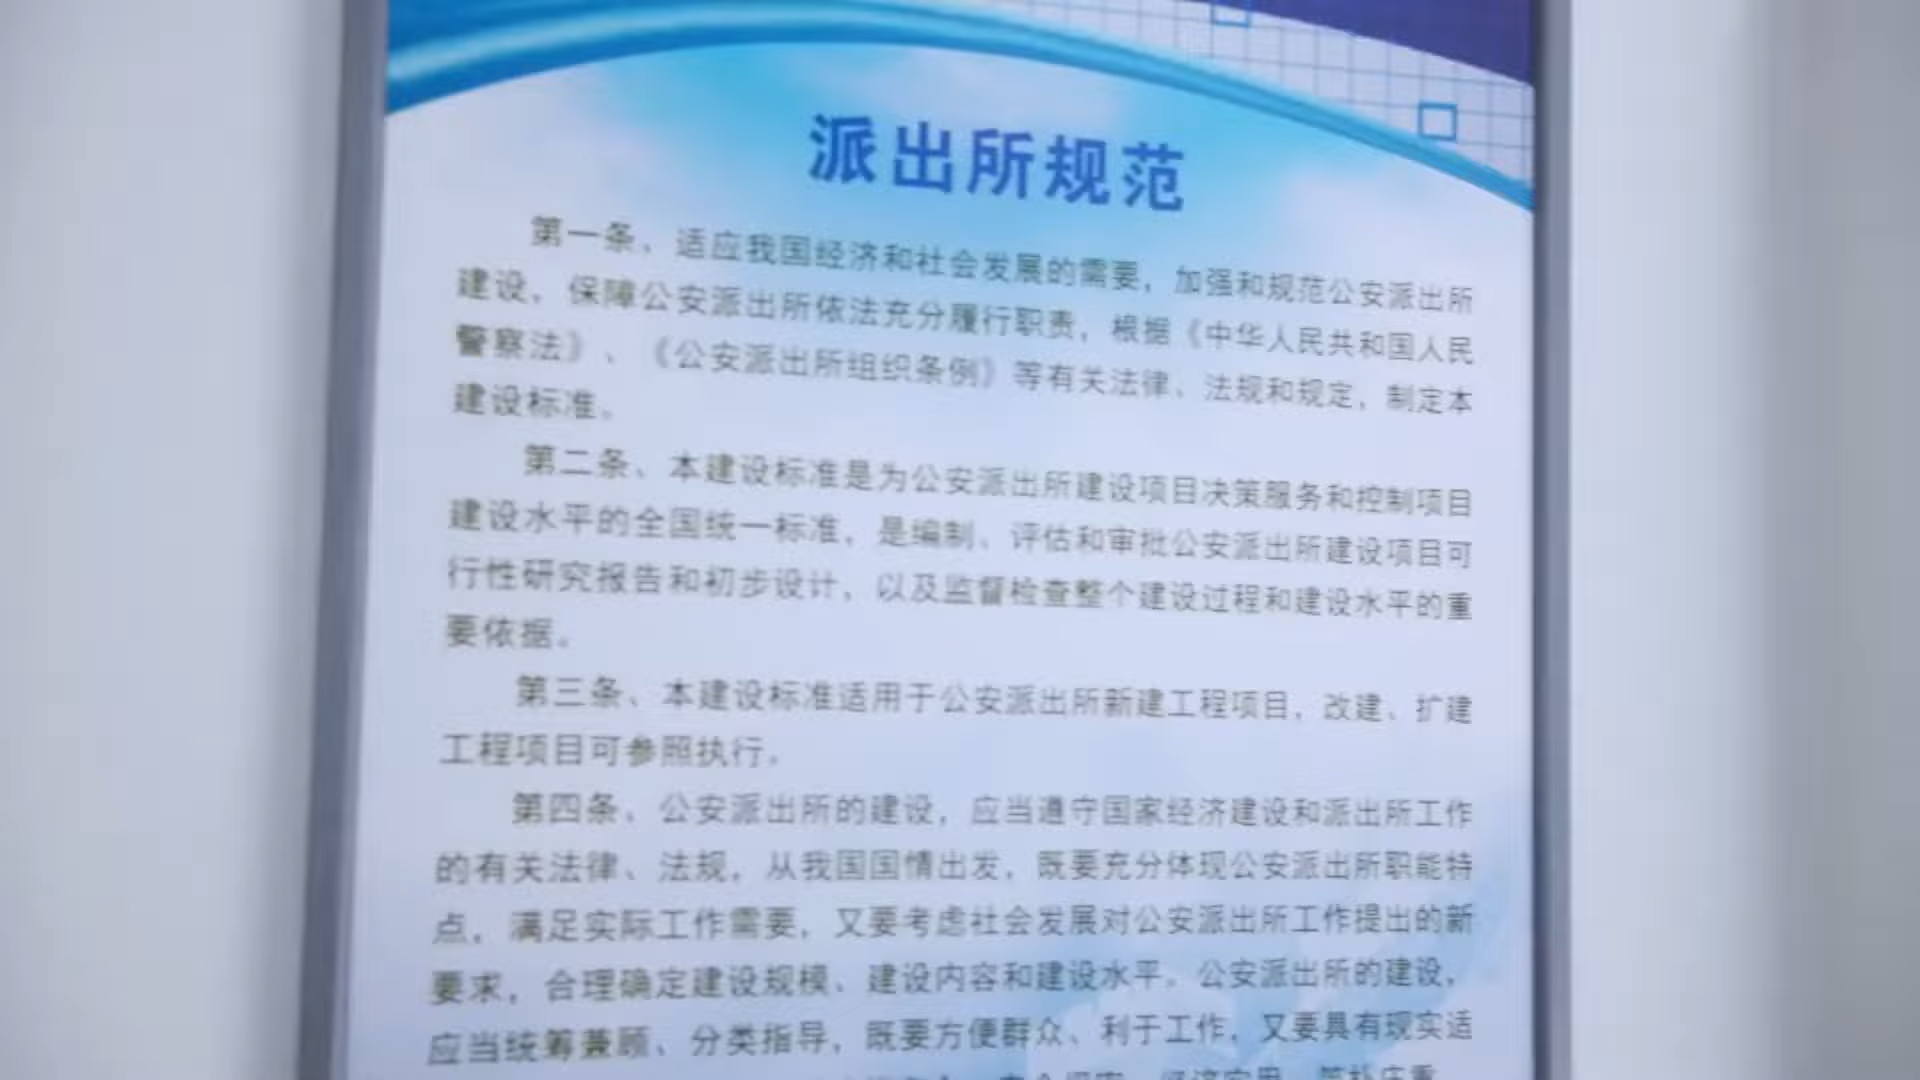 派出所规范
第一条、适应我国经济和社会发展的需要，加强和规范公安派出所
建设，保障公安派出所依法充分履行职责，根据《中华人民共和国人民
警察法》、《公安派出所组织条例》等有关法律、法规和规定，制定本
建设标准。
第二条、本建设标准是为公安派出所建设项目决策服务和控制项目
建设水平的全国统一标准，是编制、评估和审批公安派出所建设项目可
行性研究报告和初步设计，以及监督检查整个建设过程和建设水平的重
要依据。
第三条、本建设标准适用于公安派出所新建工程项目，改建、扩建
工程项目可参照执行。
第四条、公安派出所的建设，应当遵守国家经济建设和派出所工作
的有关法律、法规，从我国国情出发，既要充分体现公安派出所职能特
点，满足实际工作需要，又要考虑社会发展对公安派出所工作提出的新
要求，合理确定建设规模、建设内容和建设水平。公安派出所的建设，
应当统筹兼顾、分类指导，既要方便群众、利于工作，又要具有现实适